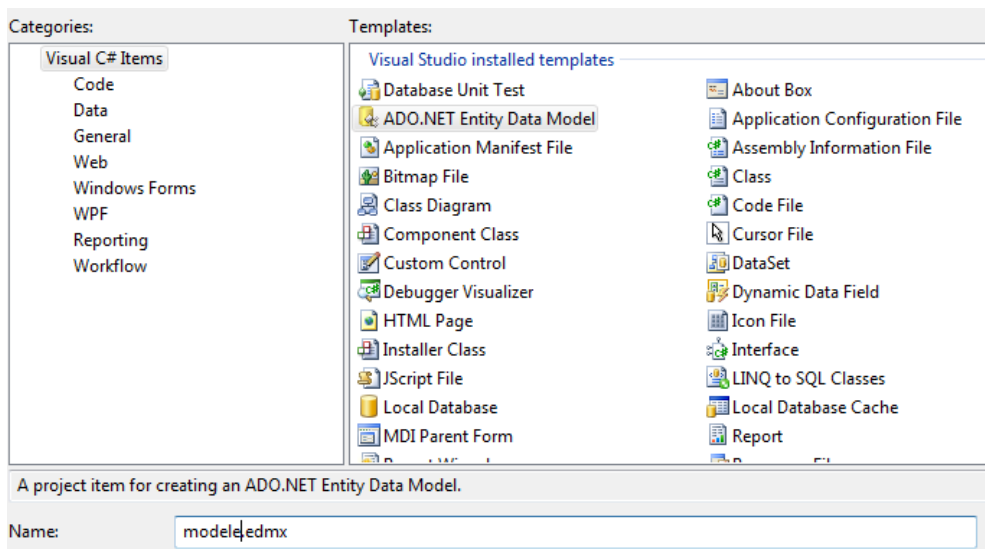 Categories:
Templates:
Visual C# Items
Code
Data
General
Web
Windows Forms
WPF
Reporting
Workflow
Visual Studio installed templates
Database Unit Test
About Box
ADO.NET Entity Data Model
Application Configuration File
Application Manifest File
Assembly Information File
Bitmap File
Class
Class Diagram
Code File
Component Class
Cursor File
Custom Control
DataSet
Debugger Visualizer
Dynamic Data Field
HTML Page
Icon File
Installer Class
Interface
JScript File
LINQ to SQL Classes
Local Database
Local Database Cache
MDI Parent Form
Report
A project item for creating an ADO.NET Entity Data Model.
Name:
modele.edmx